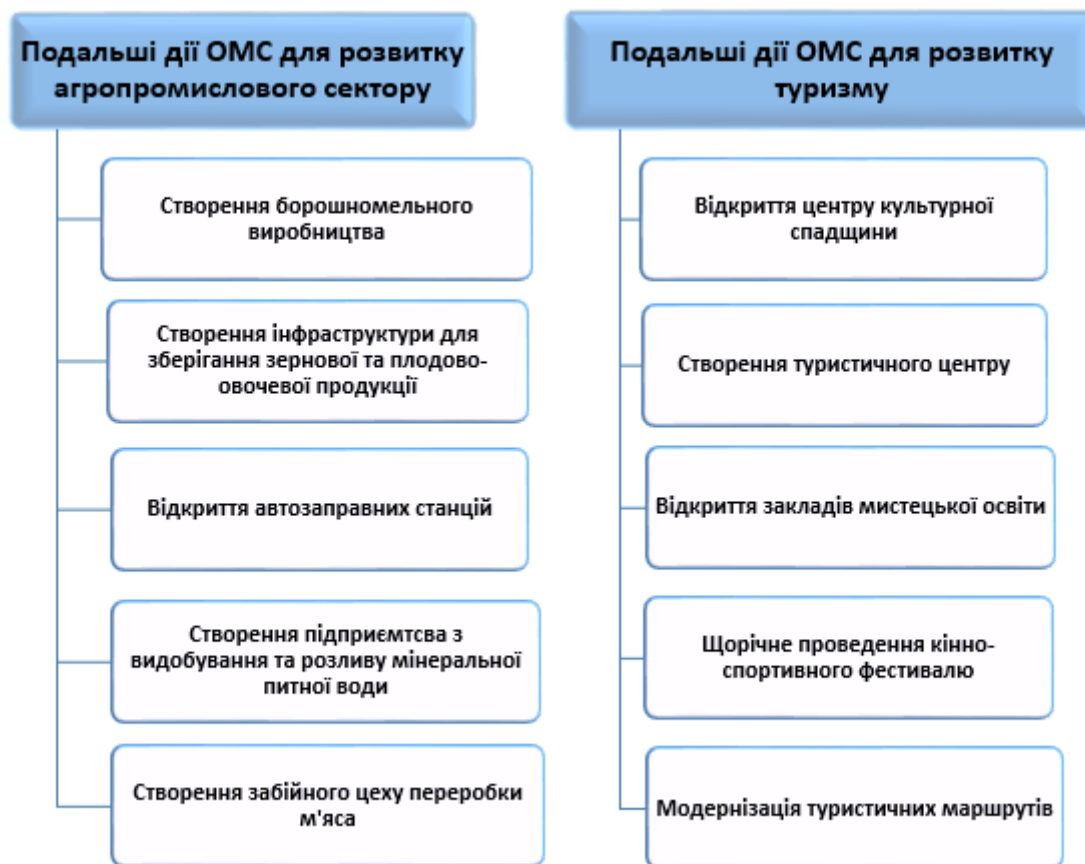 Подальші дії ОМС для розвитку
агропромислового сектору
Створення борошномельного
виробництва
Створення інфраструктури для
зберігання зернової та плодово-
овочевої продукції
Відкриття автозаправних станцій
Створення підприємтсва з
видобування та розливу мінеральної
питної води
Створення забійного цеху переробки
м'яса
Подальші дії ОМС для розвитку
туризму
Відкриття центру культурної
спадщини
Створення туристичного центру
Відкриття закладів мистецької освіти
Щорічне проведення кінно-
спортивного фестивалю
Модернізація туристичних маршрутів